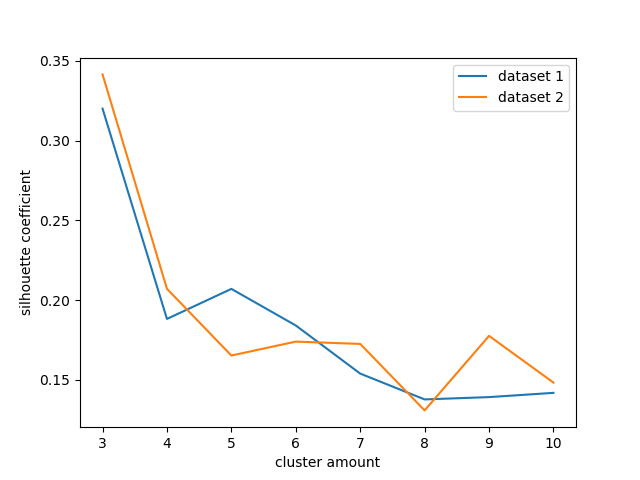 dataset 1
dataset 2
0.35
0.30
0.25
0.20
0.15
silhouette coefficient
3 4 5 6 7 8 9 10
cluster amount